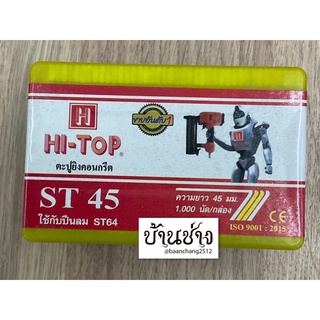 H
HI-TOP®
ขายอันดับ 1
ตะปูยิงคอนกรีต
ST 45
ใช้กับปืนลม ST64
ความยาว 45 มม.
1,000 นัด/กล่อง
CE
ISO 9001 : 2015
บ้านช่าง
@baanchang2512